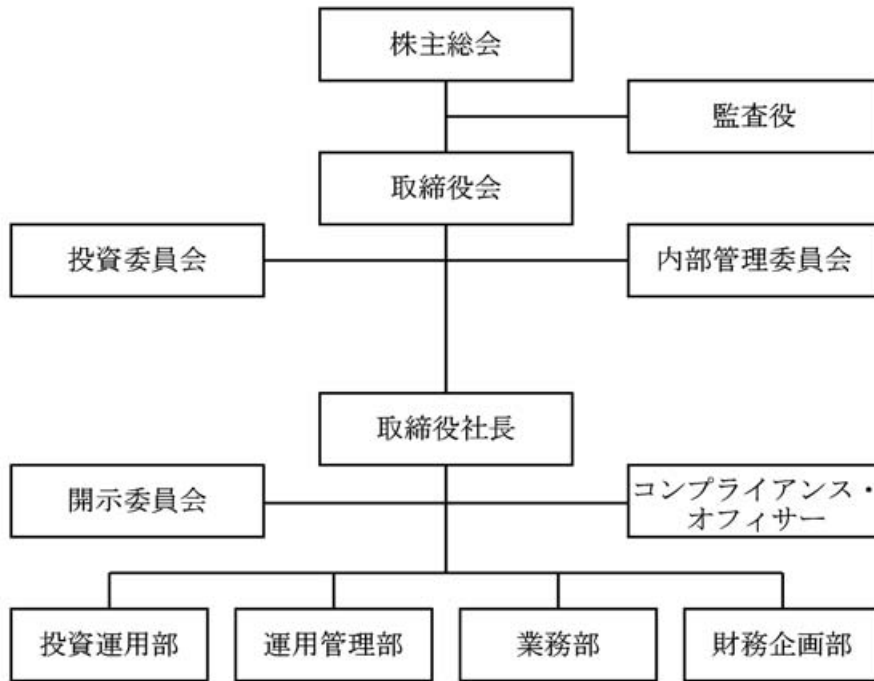 株主総会
監査役
取締役会
投資委員会
内部管理委員会
取締役社長
開示委員会
コンプライアンス・
オフィサー
投資運用部
運用管理部
業務部
財務企画部